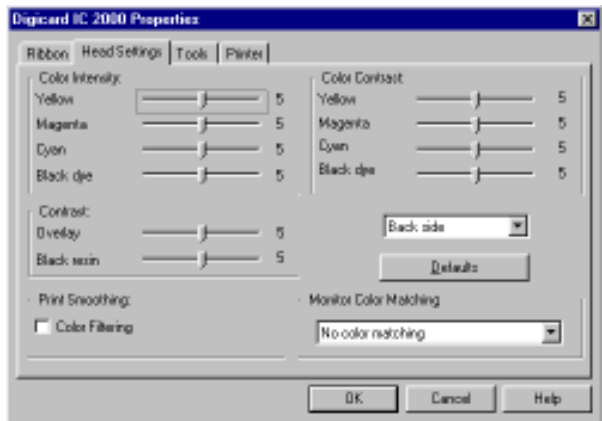 Digicard IC 2000 Properties
Ribbon Head Settings Tools Printer
Color Intensity:
Yellow 5
Magenta 5
Cyan 5
Black dye 5
Color Contrast
Yellow 5
Magenta 5
Cyan 5
Black dye 5
Contrast:
Overlay 5
Black resin 5
Back side
Defaults
Print Smoothing:
Color Filtering
Monitor Color Matching
No color matching
OK Cancel Help